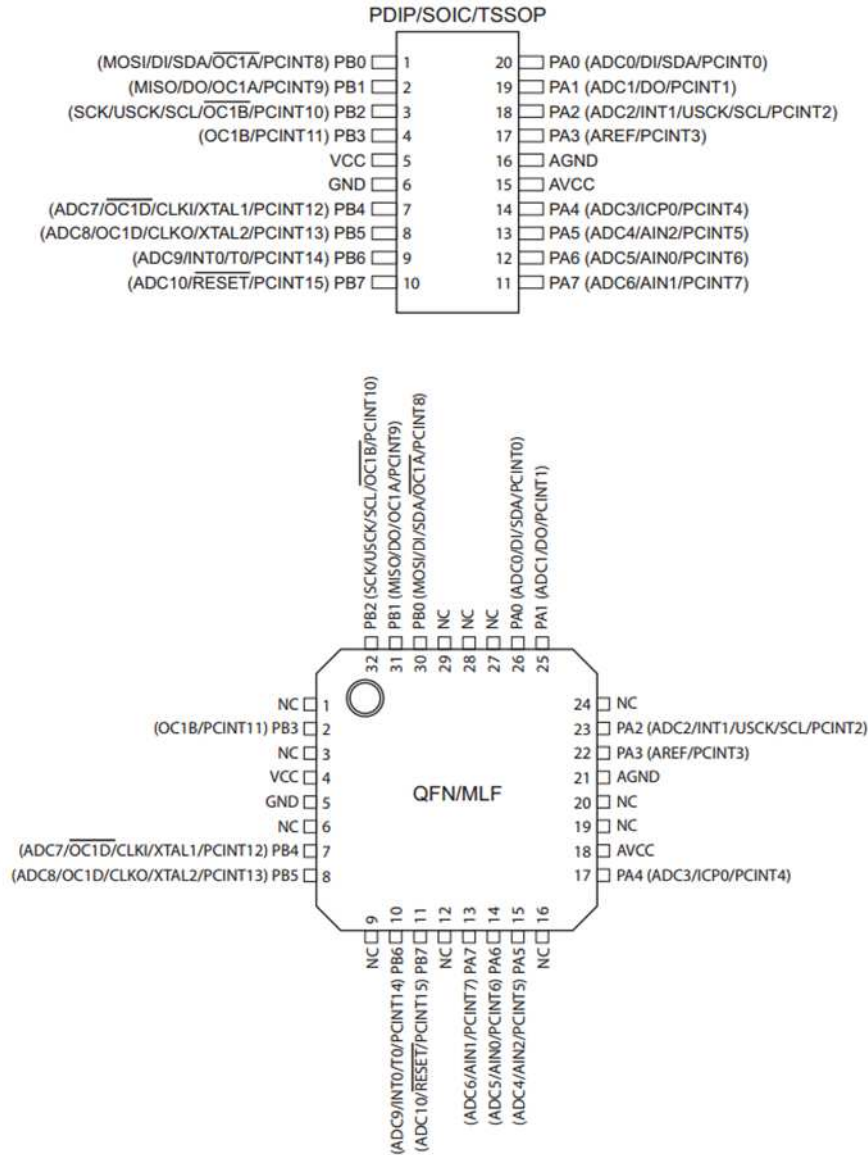 PDIP/SOIC/TSSOP
(MOSI/DI/SDA/OC1A/PCINT8) PB0 1 20 PA0 (ADC0/DI/SDA/PCINT0)
(MISO/DO/OC1A/PCINT9) PB1 2 19 PA1 (ADC1/DO/PCINT1)
(SCK/USCK/SCL/OC1B/PCINT10) PB2 3 18 PA2 (ADC2/INT1/USCK/SCL/PCINT2)
(OC1B/PCINT11) PB3 4 17 PA3 (AREF/PCINT3)
VCC 5 16 AGND
GND 6 15 AVCC
(ADC7/OC1D/CLKI/XTAL1/PCINT12) PB4 7 14 PA4 (ADC3/ICP0/PCINT4)
(ADC8/OC1D/CLKO/XTAL2/PCINT13) PB5 8 13 PA5 (ADC4/AIN2/PCINT5)
(ADC9/INT0/T0/PCINT14) PB6 9 12 PA6 (ADC5/AIN0/PCINT6)
(ADC10/RESET/PCINT15) PB7 10 11 PA7 (ADC6/AIN1/PCINT7)
PB2 (SCK/USCK/SCL/OC1B/PCINT10)
PB1 (MISO/DO/OC1A/PCINT9)
PB0 (MOSI/DI/SDA/OC1A/PCINT8)
NC
NC
NC
PA0 (ADC0/DI/SDA/PCINT0)
PA1 (ADC1/DO/PCINT1)
32 31 30 29 28 27 26 25
NC 1 24 NC
(OC1B/PCINT11) PB3 2 23 PA2 (ADC2/INT1/USCK/SCL/PCINT2)
NC 3 22 PA3 (AREF/PCINT3)
VCC 4 21 AGND
QFN/MLF
GND 5 20 NC
NC 6 19 NC
(ADC7/OC1D/CLKI/XTAL1/PCINT12) PB4 7 18 AVCC
(ADC8/OC1D/CLKO/XTAL2/PCINT13) PB5 8 17 PA4 (ADC3/ICP0/PCINT4)
9 10 11 12 13 14 15 16
NC
(ADC9/INT0/T0/PCINT14) PB6
(ADC10/RESET/PCINT15) PB7
NC
(ADC6/AIN1/PCINT7) PA7
(ADC5/AIN0/PCINT6) PA6
(ADC4/AIN2/PCINT5) PA5
NC